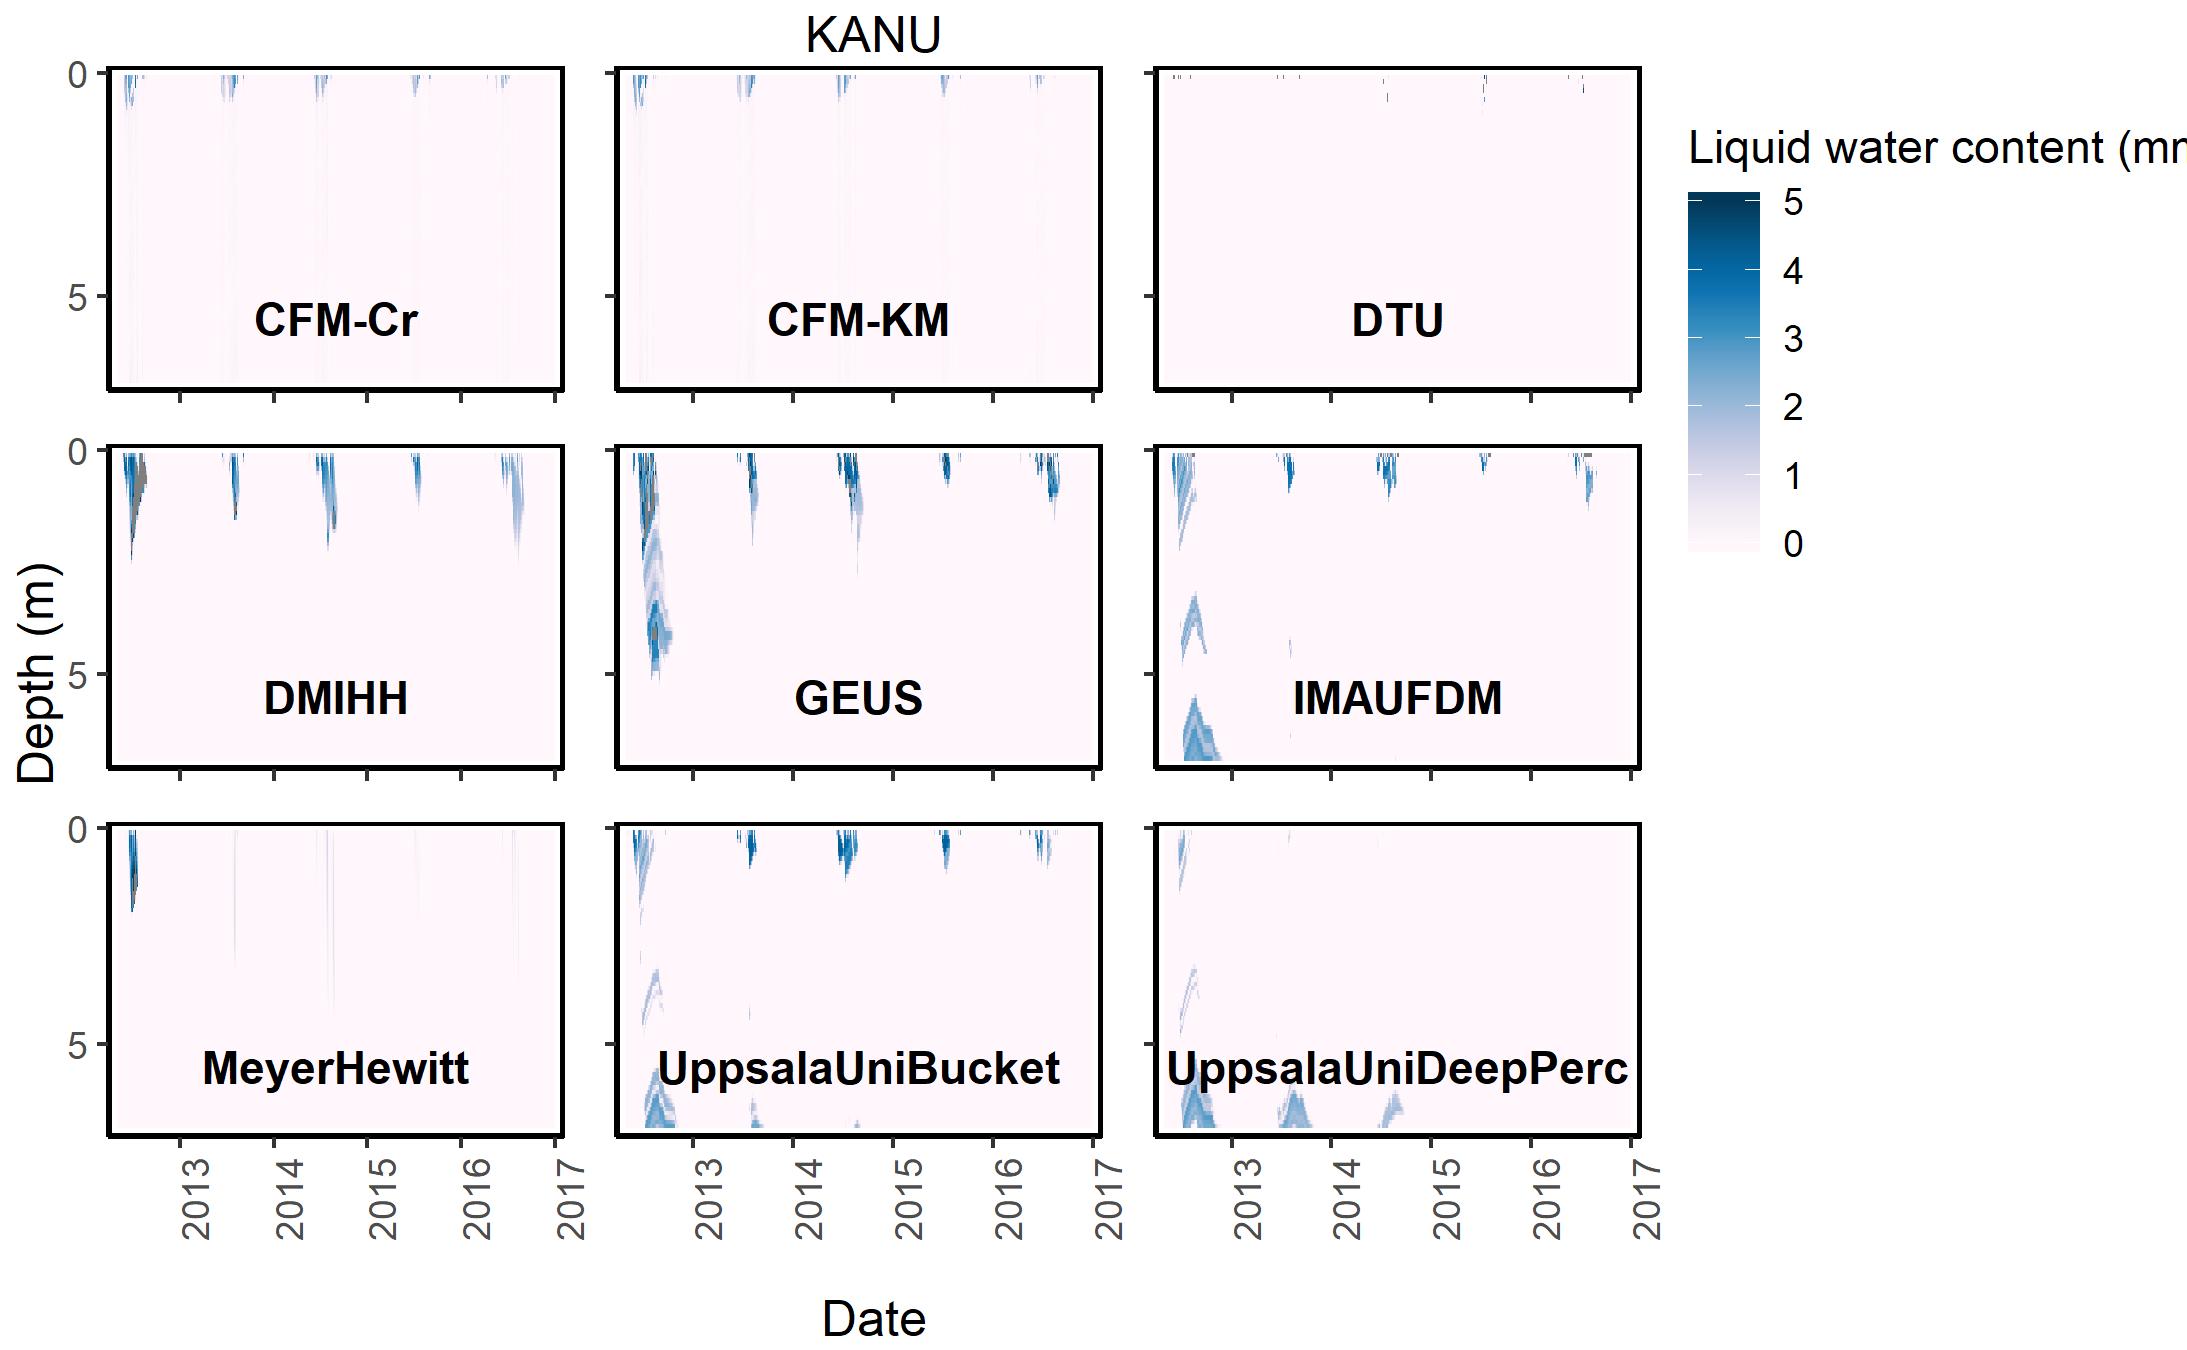 KANU
0
5
CFM-Cr
CFM-KM
DTU
Liquid water content (mm
5
4
3
2
1
0
Depth (m)
0
5
DMIHH
GEUS
IMAUFDM
0
5
MeyerHewitt
UppsalaUniBucket
UppsalaUniDeepPerc
2013
2014
2015
2016
2017
2013
2014
2015
2016
2017
2013
2014
2015
2016
2017
Date